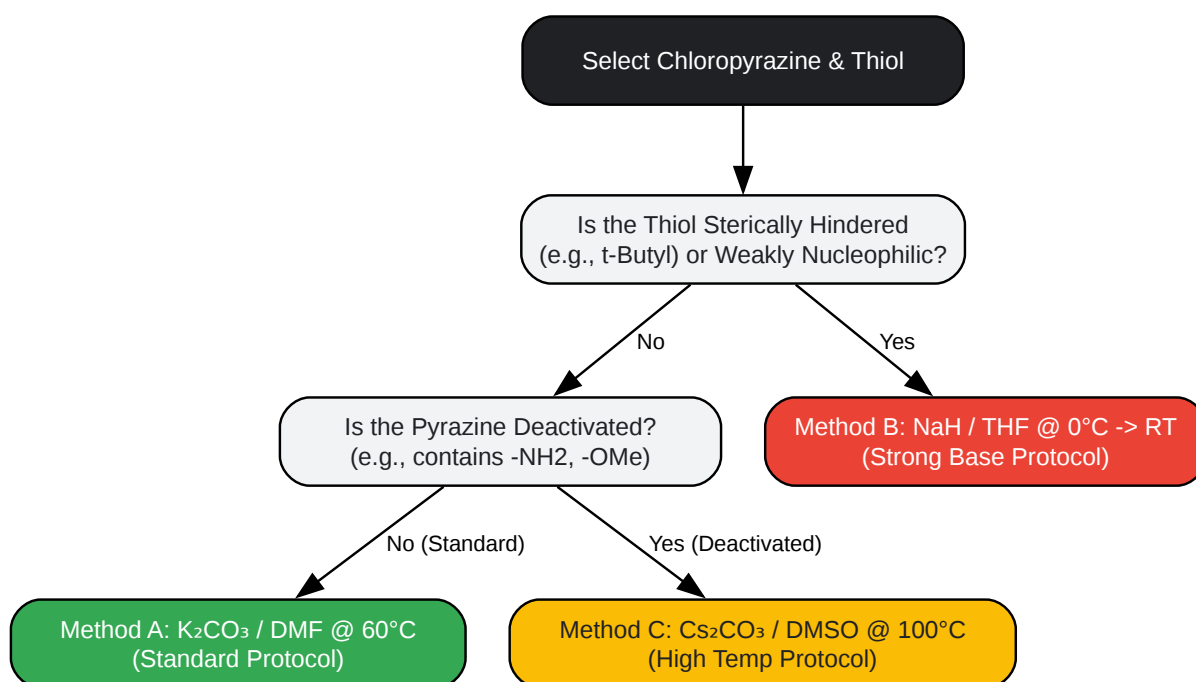 Select Chloropyrazine & Thiol
Is the Thiol Sterically Hindered
(e.g., t-Butyl) or Weakly Nucleophilic?
No
Yes
Is the Pyrazine Deactivated?
(e.g., contains -NH2, -OMe)
Method B: NaH / THF @ 0°C -> RT
(Strong Base Protocol)
No (Standard)
Yes (Deactivated)
Method A: K₂CO₃ / DMF @ 60°C
(Standard Protocol)
Method C: Cs₂CO₃ / DMSO @ 100°C
(High Temp Protocol)